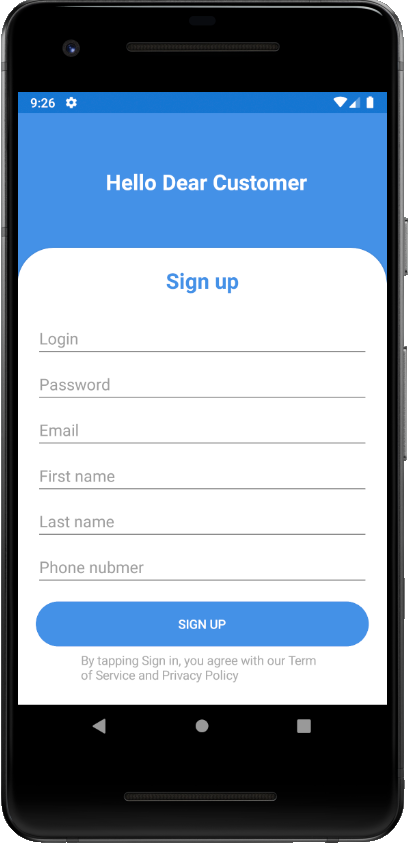 9:26
Hello Dear Customer
Sign up
Login
Password
Email
First name
Last name
Phone nubmer
SIGN UP
By tapping Sign in, you agree with our Term
of Service and Privacy Policy